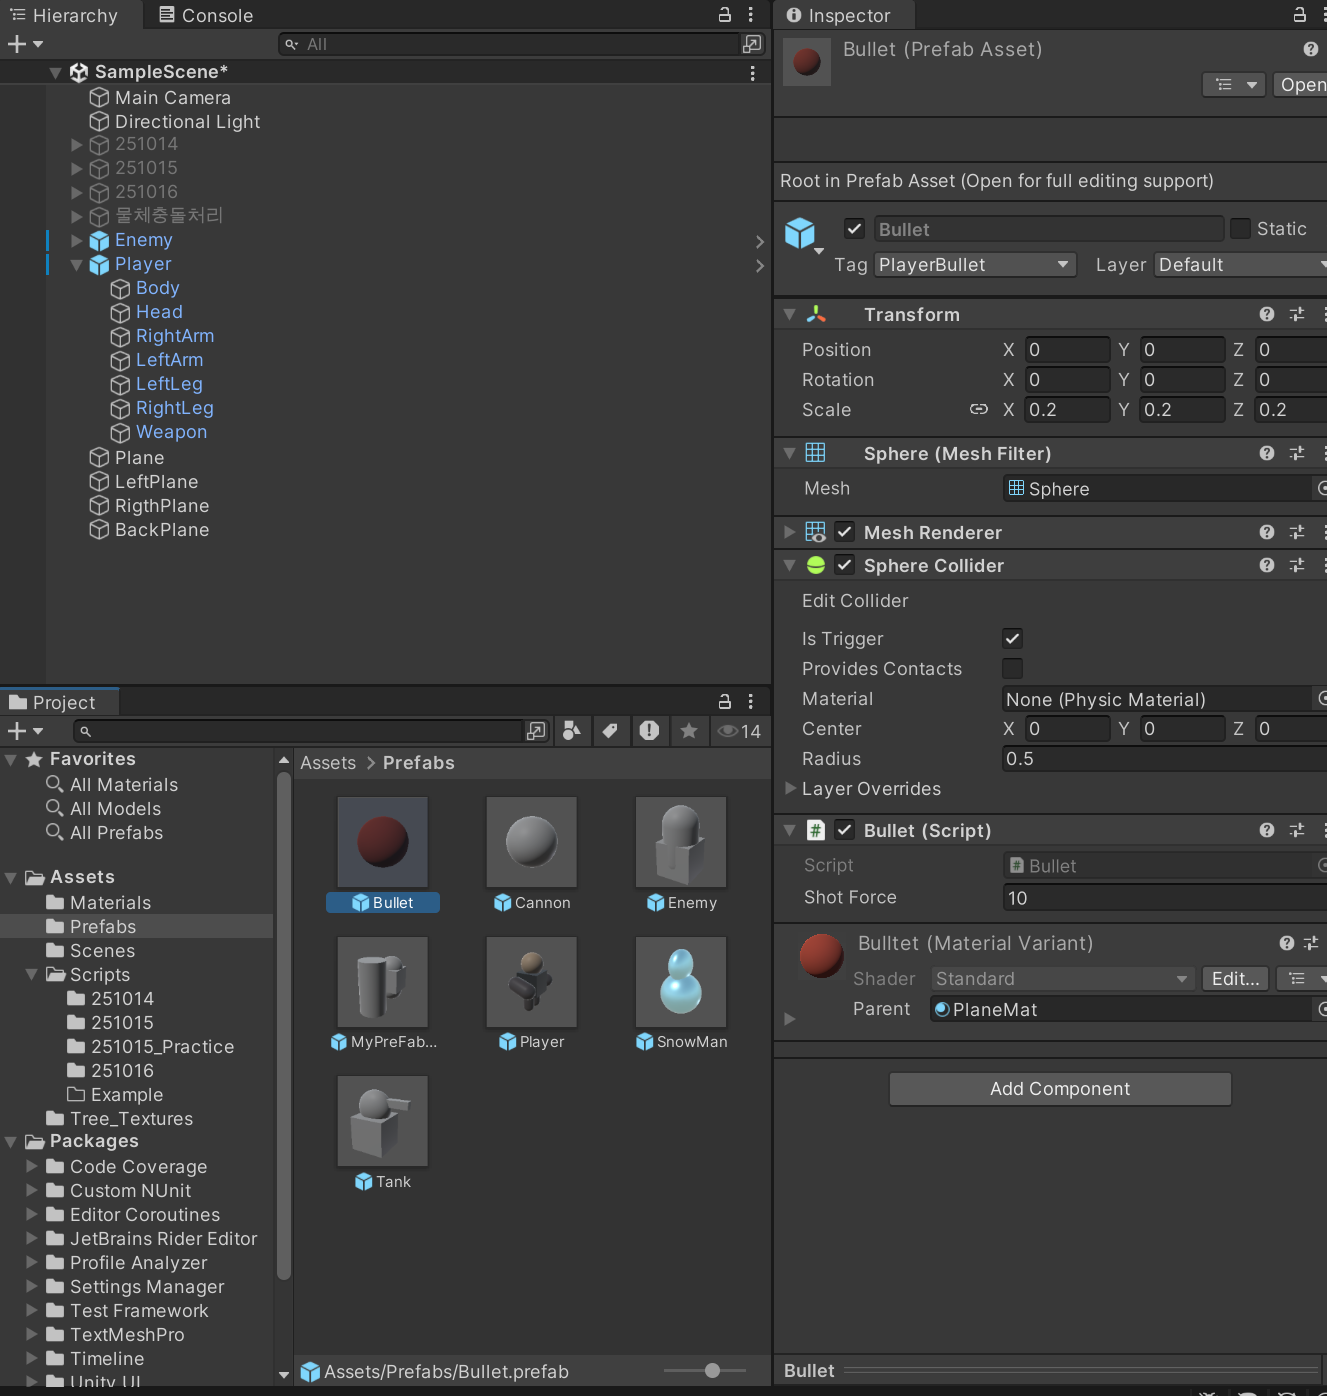 Hierarchy
Console
All
SampleScene*
Main Camera
Directional Light
251014
251015
251016
물체충돌처리
Enemy
Player
Body
Head
RightArm
LeftArm
LeftLeg
RightLeg
Weapon
Plane
LeftPlane
RigthPlane
BackPlane
Project
14
Favorites
All Materials
All Models
All Prefabs
Assets
Materials
Prefabs
Scenes
Scripts
251014
251015
251015_Practice
251016
Example
Tree_Textures
Packages
Code Coverage
Custom NUnit
Editor Coroutines
JetBrains Rider Editor
Profile Analyzer
Settings Manager
Test Framework
TextMeshPro
Timeline
Unity UI
Assets > Prefabs
Bullet
Cannon
Enemy
MyPreFab...
Player
SnowMan
Tank
Assets/Prefabs/Bullet.prefab
Inspector
Bullet (Prefab Asset)
Open
Root in Prefab Asset (Open for full editing support)
Bullet
Static
Tag PlayerBullet Layer Default
Transform
Position X 0 Y 0 Z 0
Rotation X 0 Y 0 Z 0
Scale X 0.2 Y 0.2 Z 0.2
Sphere (Mesh Filter)
Mesh Sphere
Mesh Renderer
Sphere Collider
Edit Collider
Is Trigger
Provides Contacts
Material None (Physic Material)
Center X 0 Y 0 Z 0
Radius 0.5
Layer Overrides
# Bullet (Script)
Script # Bullet
Shot Force 10
Bulltet (Material Variant)
Shader Standard Edit...
Parent PlaneMat
Add Component
Bullet